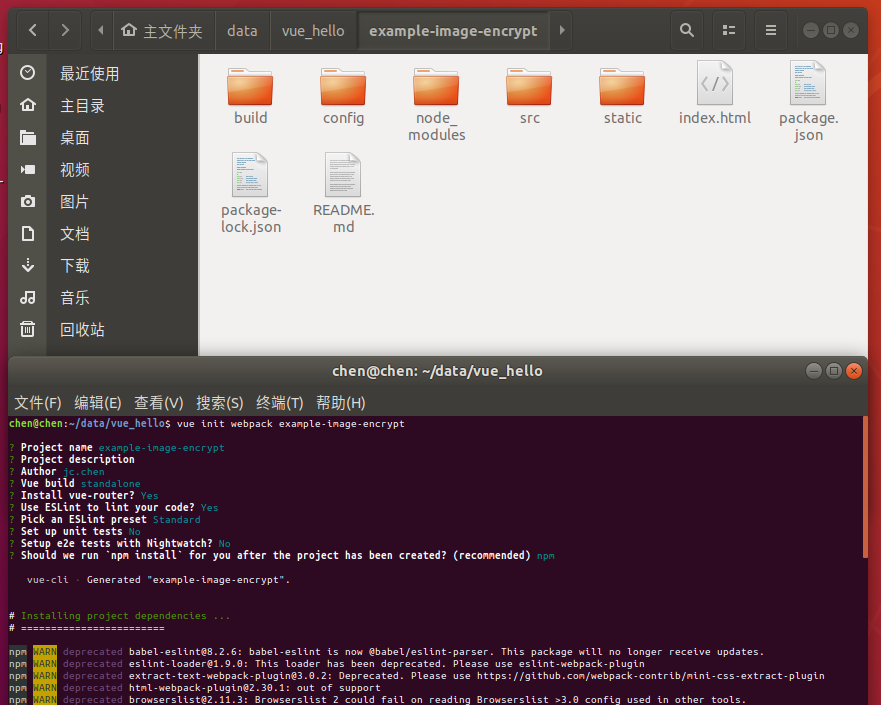 主文件夹 data vue_hello example-image-encrypt
最近使用
主目录
桌面
视频
图片
文档
下载
音乐
回收站
build config node_ src static index.html package.
modules json
package- README.
lock.json md
chen@chen: ~/data/vue_hello
文件(F) 编辑(E) 查看(V) 搜索(S) 终端(T) 帮助(H)
chen@chen:~/data/vue_hello$ vue init webpack example-image-encrypt
? Project name example-image-encrypt
? Project description
? Author jc.chen
? Vue build standalone
? Install vue-router? Yes
? Use ESLint to lint your code? Yes
? Pick an ESLint preset Standard
? Set up unit tests No
? Setup e2e tests with Nightwatch? No
? Should we run `npm install` for you after the project has been created? (recommended) npm
vue-cli · Generated "example-image-encrypt".
# Installing project dependencies ...
# ========================
npm WARN deprecated babel-eslint@8.2.6: babel-eslint is now @babel/eslint-parser. This package will no longer receive updates.
npm WARN deprecated eslint-loader@1.9.0: This loader has been deprecated. Please use eslint-webpack-plugin
npm WARN deprecated extract-text-webpack-plugin@3.0.2: Deprecated. Please use https://github.com/webpack-contrib/mini-css-extract-plugin
npm WARN deprecated html-webpack-plugin@2.30.1: out of support
npm WARN deprecated browserslist@2.11.3: Browserslist 2 could fail on reading Browserslist >3.0 config used in other tools.